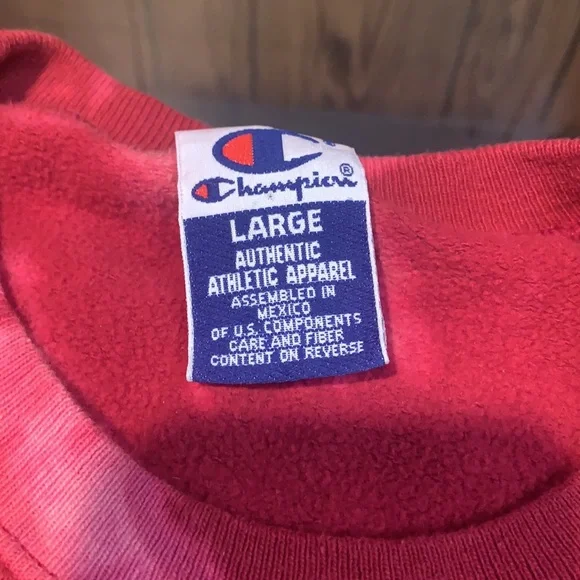 Champion®
LARGE
AUTHENTIC
ATHLETIC APPAREL
ASSEMBLED IN
MEXICO
OF U.S. COMPONENTS
CARE AND FIBER
CONTENT ON REVERSE